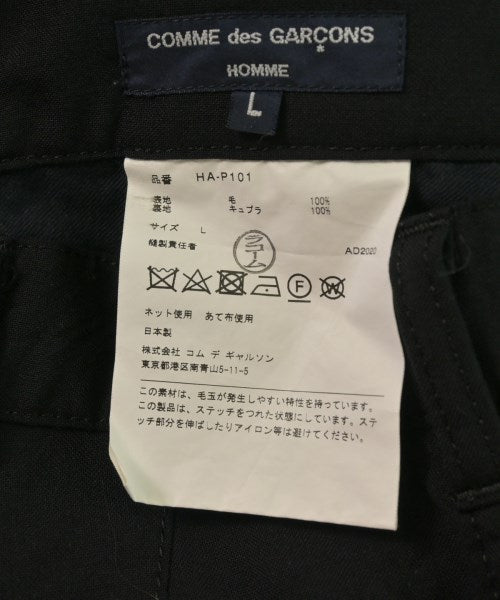 COMME des GARÇONS
HOMME
L
品番 HA-P101
表地 毛 100%
裏地 キュプラ 100%
サイズ L
縫製責任者
ラコーム
AD2020
F W
ネット使用 あて布使用
日本製
株式会社 コム デ ギャルソン
東京都港区南青山5-11-5
この素材は、毛玉が発生しやすい特性を持っています。
この製品は、ステッチをつれた状態にしています。ステ
ッチ部分を伸ばしたりアイロン等は避けてください。